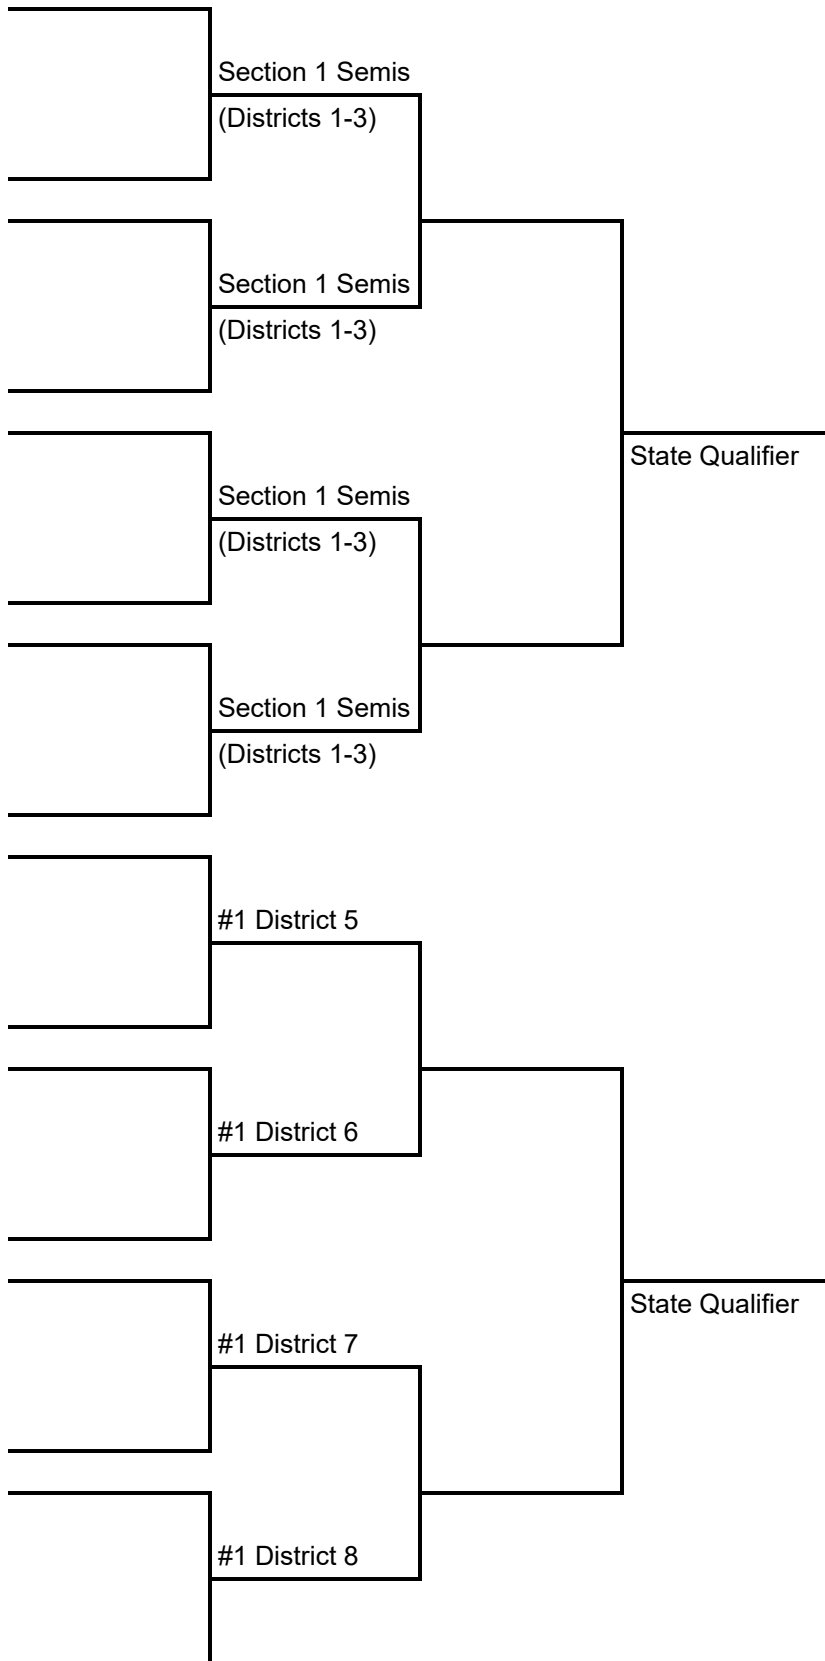 Section 1 Semis
(Districts 1-3)
Section 1 Semis
(Districts 1-3)
State Qualifier
Section 1 Semis
(Districts 1-3)
Section 1 Semis
(Districts 1-3)
#1 District 5
#1 District 6
State Qualifier
#1 District 7
#1 District 8